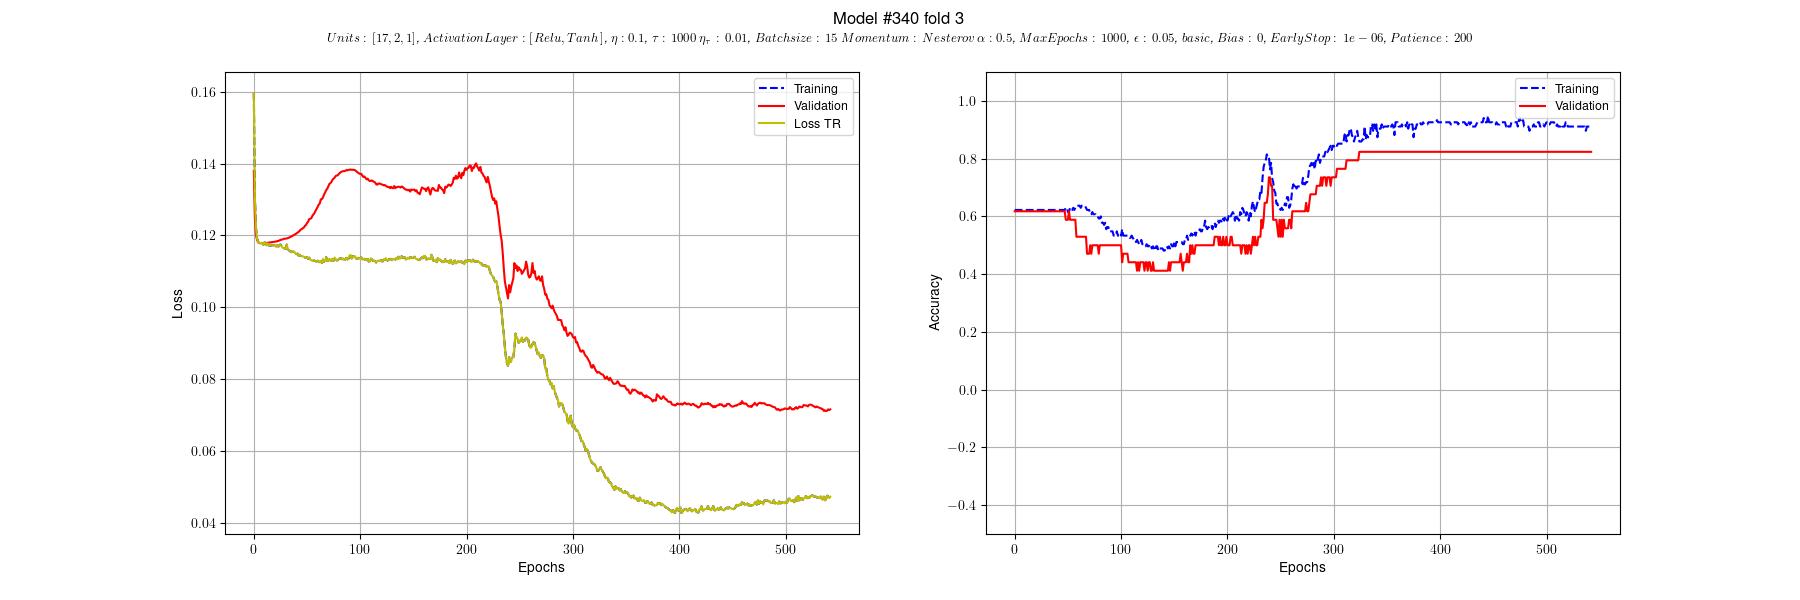 Model #340 fold 3
Units : [17, 2, 1], ActivationLayer : [Relu, Tanh], η : 0.1, τ : 1000 η_τ : 0.01, Batchsize : 15 Momentum : Nesterov α : 0.5, MaxEpochs : 1000, ϵ : 0.05, basic, Bias : 0, EarlyStop : 1e − 06, Patience : 200
Loss
0.16
0.14
0.12
0.10
0.08
0.06
0.04
Training
Validation
Loss TR
0 100 200 300 400 500
Epochs
Accuracy
1.0
0.8
0.6
0.4
0.2
0.0
−0.2
−0.4
Training
Validation
0 100 200 300 400 500
Epochs